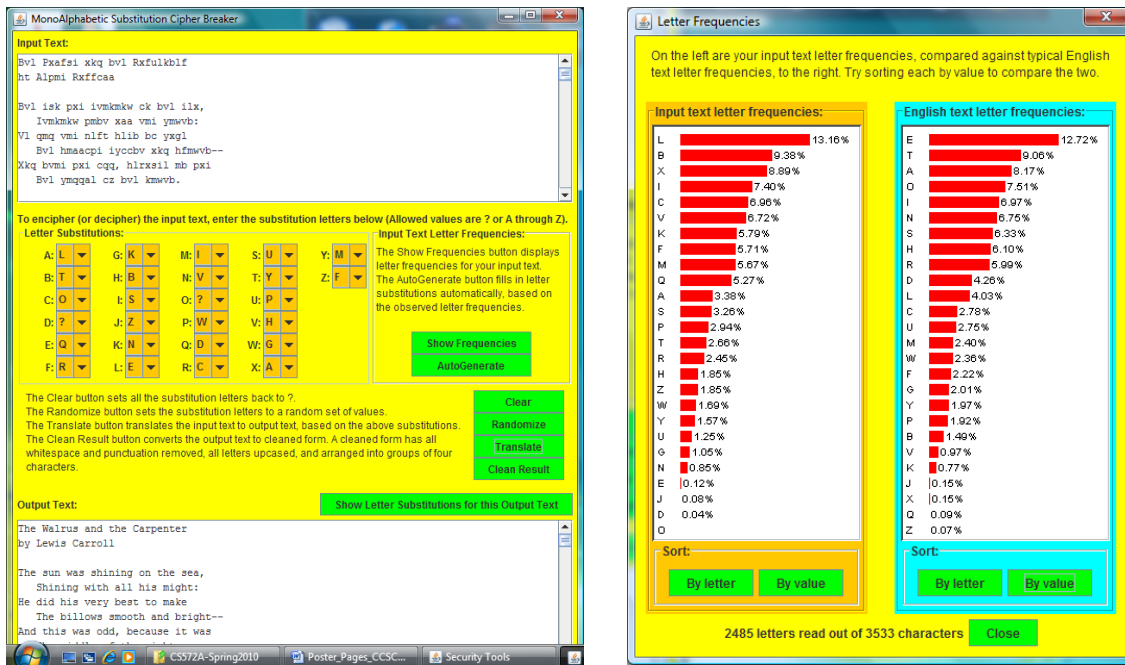 MonoAlphabetic Substitution Cipher Breaker
Input Text:
Bvl Pxafsi xkq bvl Rxfulkblf
ht Alpmi Rxffcaa
Bvl isk pxi ivmkmkw ck bvl ilx,
Ivmkmkw pmbv xaa vmi ymwvb:
Vl qmq vmi nlft hlib bc yxgl
Bvl hmaacpi iyccbv xkq hfmwvb--
Xkq bvmi pxi cqq, hlrxsil mb pxi
Bvl ymqqal cz bvl kmwvb.
To encipher (or decipher) the input text, enter the substitution letters below (Allowed values are ? or A through Z).
Letter Substitutions:
A: L G: K M: I S: U Y: M
B: T H: B N: V T: Y Z: F
C: O I: S O: ? U: P
D: ? J: Z P: W V: H
E: Q K: N Q: D W: G
F: R L: E R: C X: A
Input Text Letter Frequencies:
The Show Frequencies button displays
letter frequencies for your input text.
The AutoGenerate button fills in letter
substitutions automatically, based on
the observed letter frequencies.
Show Frequencies
AutoGenerate
The Clear button sets all the substitution letters back to ?.
The Randomize button sets the substitution letters to a random set of values.
The Translate button translates the input text to output text, based on the above substitutions.
The Clean Result button converts the output text to cleaned form. A cleaned form has all
whitespace and punctuation removed, all letters upcased, and arranged into groups of four
characters.
Clear
Randomize
Translate
Clean Result
Output Text:
Show Letter Substitutions for this Output Text
The Walrus and the Carpenter
by Lewis Carroll
The sun was shining on the sea,
Shining with all his might:
He did his very best to make
The billows smooth and bright--
And this was odd, because it was
CS572A-Spring2010
Poster_Pages_CCSC...
Security Tools
Letter Frequencies
On the left are your input text letter frequencies, compared against typical English
text letter frequencies, to the right. Try sorting each by value to compare the two.
Input text letter frequencies:
L 13.16%
B 9.38%
X 8.89%
I 7.40%
C 6.96%
V 6.72%
K 5.79%
F 5.71%
M 5.67%
Q 5.27%
A 3.38%
S 3.26%
P 2.94%
T 2.66%
R 2.45%
H 1.85%
Z 1.85%
W 1.69%
Y 1.57%
U 1.25%
G 1.05%
N 0.85%
E 0.12%
J 0.08%
D 0.04%
O
Sort:
By letter
By value
English text letter frequencies:
E 12.72%
T 9.06%
A 8.17%
O 7.51%
I 6.97%
N 6.75%
S 6.33%
H 6.10%
R 5.99%
D 4.26%
L 4.03%
C 2.78%
U 2.75%
M 2.40%
W 2.36%
F 2.22%
G 2.01%
Y 1.97%
P 1.92%
B 1.49%
V 0.97%
K 0.77%
J 0.15%
X 0.15%
Q 0.09%
Z 0.07%
Sort:
By letter
By value
2485 letters read out of 3533 characters
Close